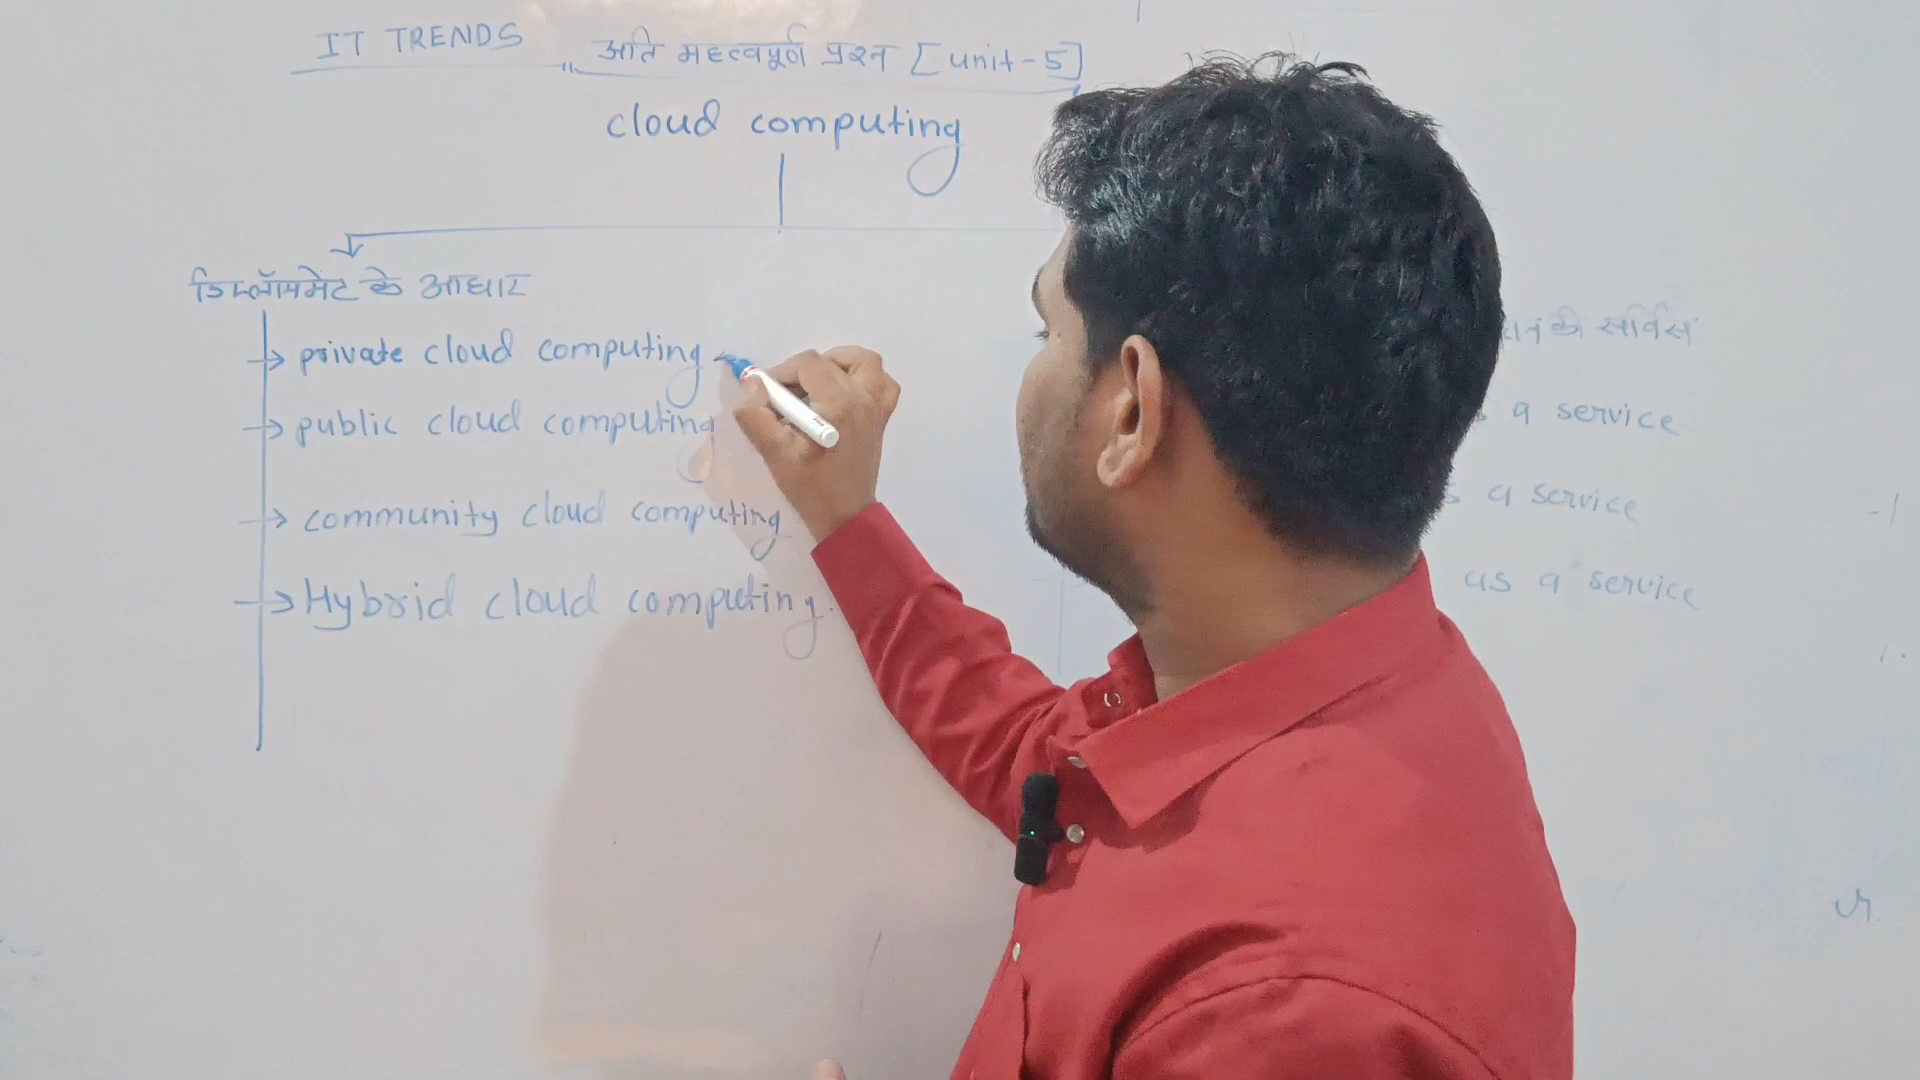 IT TRENDS
अति महत्वपूर्ण प्रश्न [unit-5]
cloud computing
डिप्लॉयमेंट के आधार
private cloud computing
public cloud computing
community cloud computing
Hybrid cloud computing.
की सर्विस
a service
a service
as a service